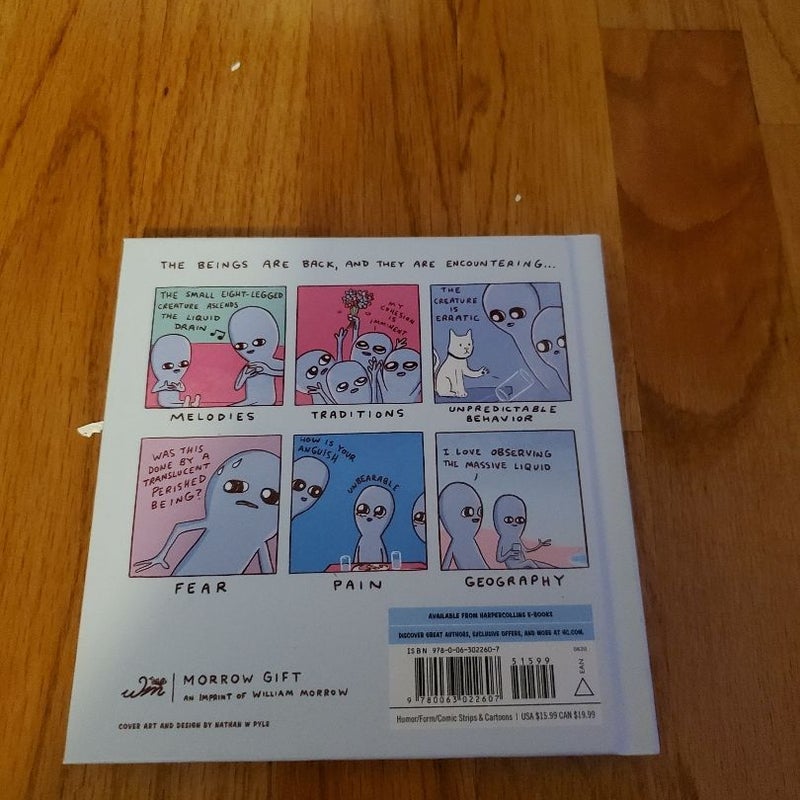 THE BEINGS ARE BACK, AND THEY ARE ENCOUNTERING...
THE SMALL EIGHT-LEGGED
CREATURE ASCENDS
THE LIQUID
DRAIN
MELODIES
MY
COHESION
IS
IMMINENT
TRADITIONS
THE
CREATURE
IS
ERRATIC
UNPREDICTABLE
BEHAVIOR
WAS THIS
DONE BY A
TRANSLUCENT
PERISHED
BEING?
FEAR
HOW IS YOUR
ANGUISH
UNBEARABLE
PAIN
I LOVE OBSERVING
THE MASSIVE LIQUID
GEOGRAPHY
wm
MORROW GIFT
AN IMPRINT OF WILLIAM MORROW
COVER ART AND DESIGN BY NATHAN W PYLE
AVAILABLE FROM HARPERCOLLINS E-BOOKS
DISCOVER GREAT AUTHORS, EXCLUSIVE OFFERS, AND MORE AT HC.COM.
ISBN 978-0-06-302260-7
51599
0620
EAN
9 780063 022607
Humor/Form/Comic Strips & Cartoons | USA $15.99 CAN $19.99